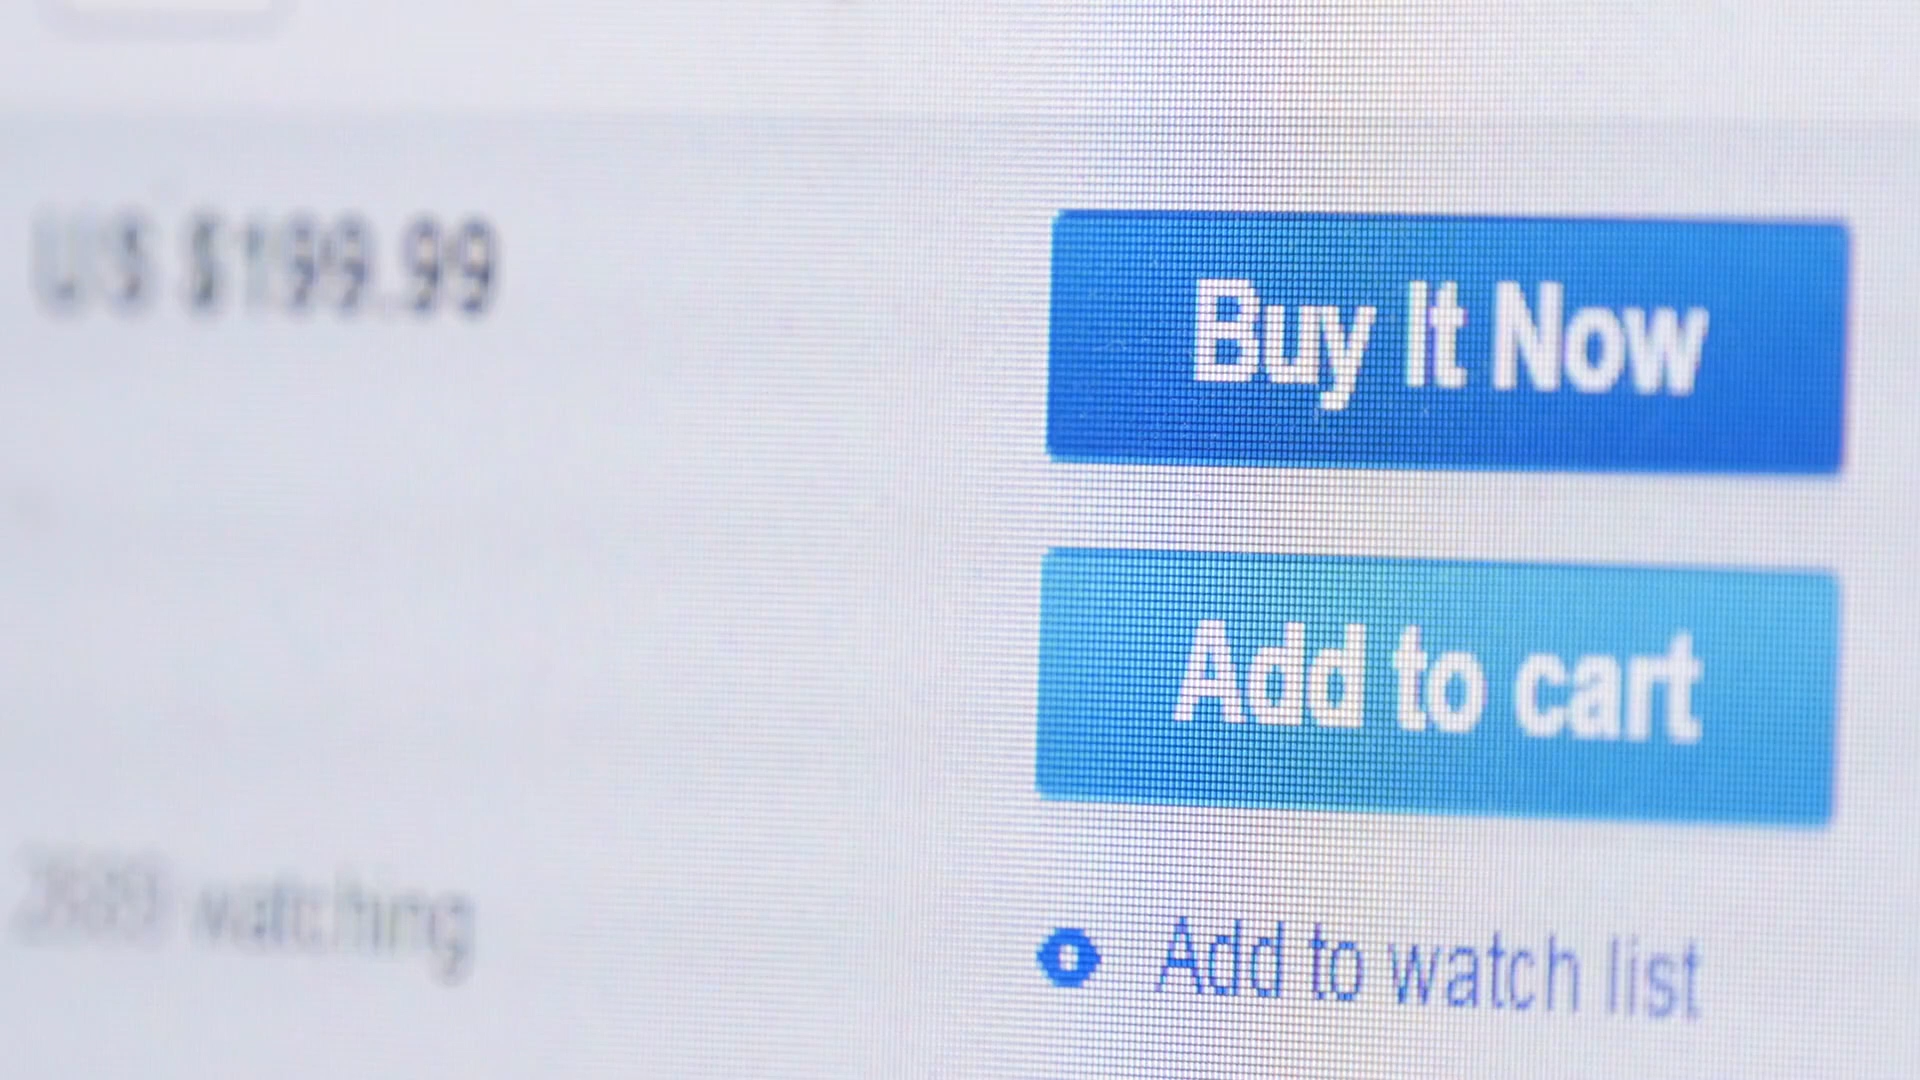 US $199.99
Buy It Now
Add to cart
watching
Add to watch list